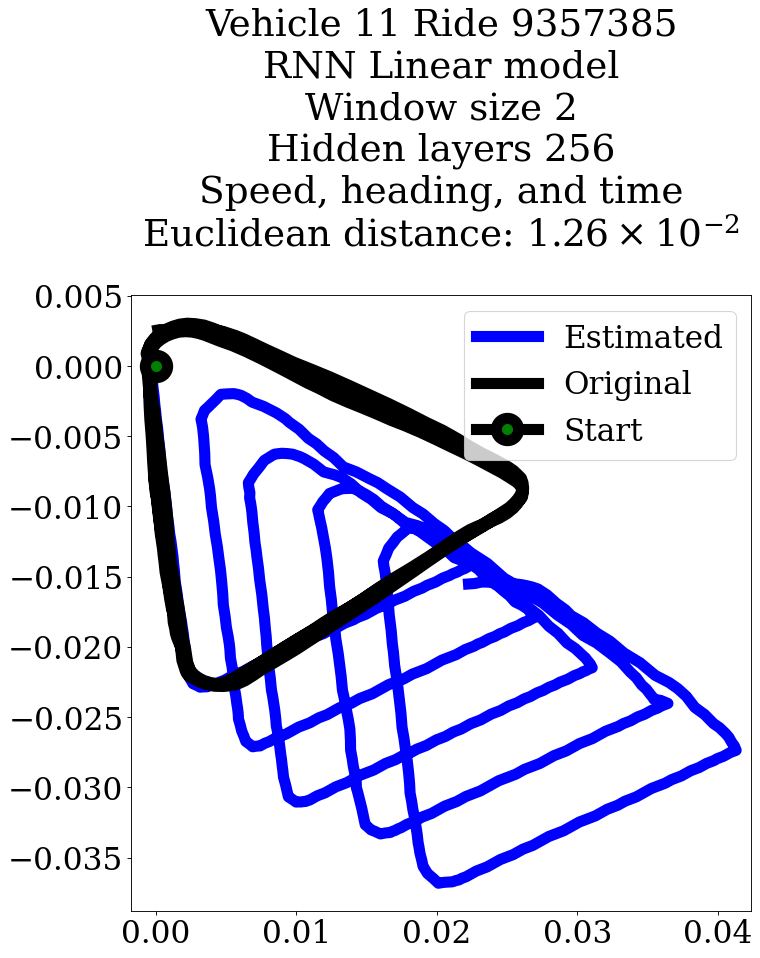 Vehicle 11 Ride 9357385
RNN Linear model
Window size 2
Hidden layers 256
Speed, heading, and time
Euclidean distance: 1.26 × 10⁻²
0.005
0.000
−0.005
−0.010
−0.015
−0.020
−0.025
−0.030
−0.035
Estimated
Original
Start
0.00 0.01 0.02 0.03 0.04